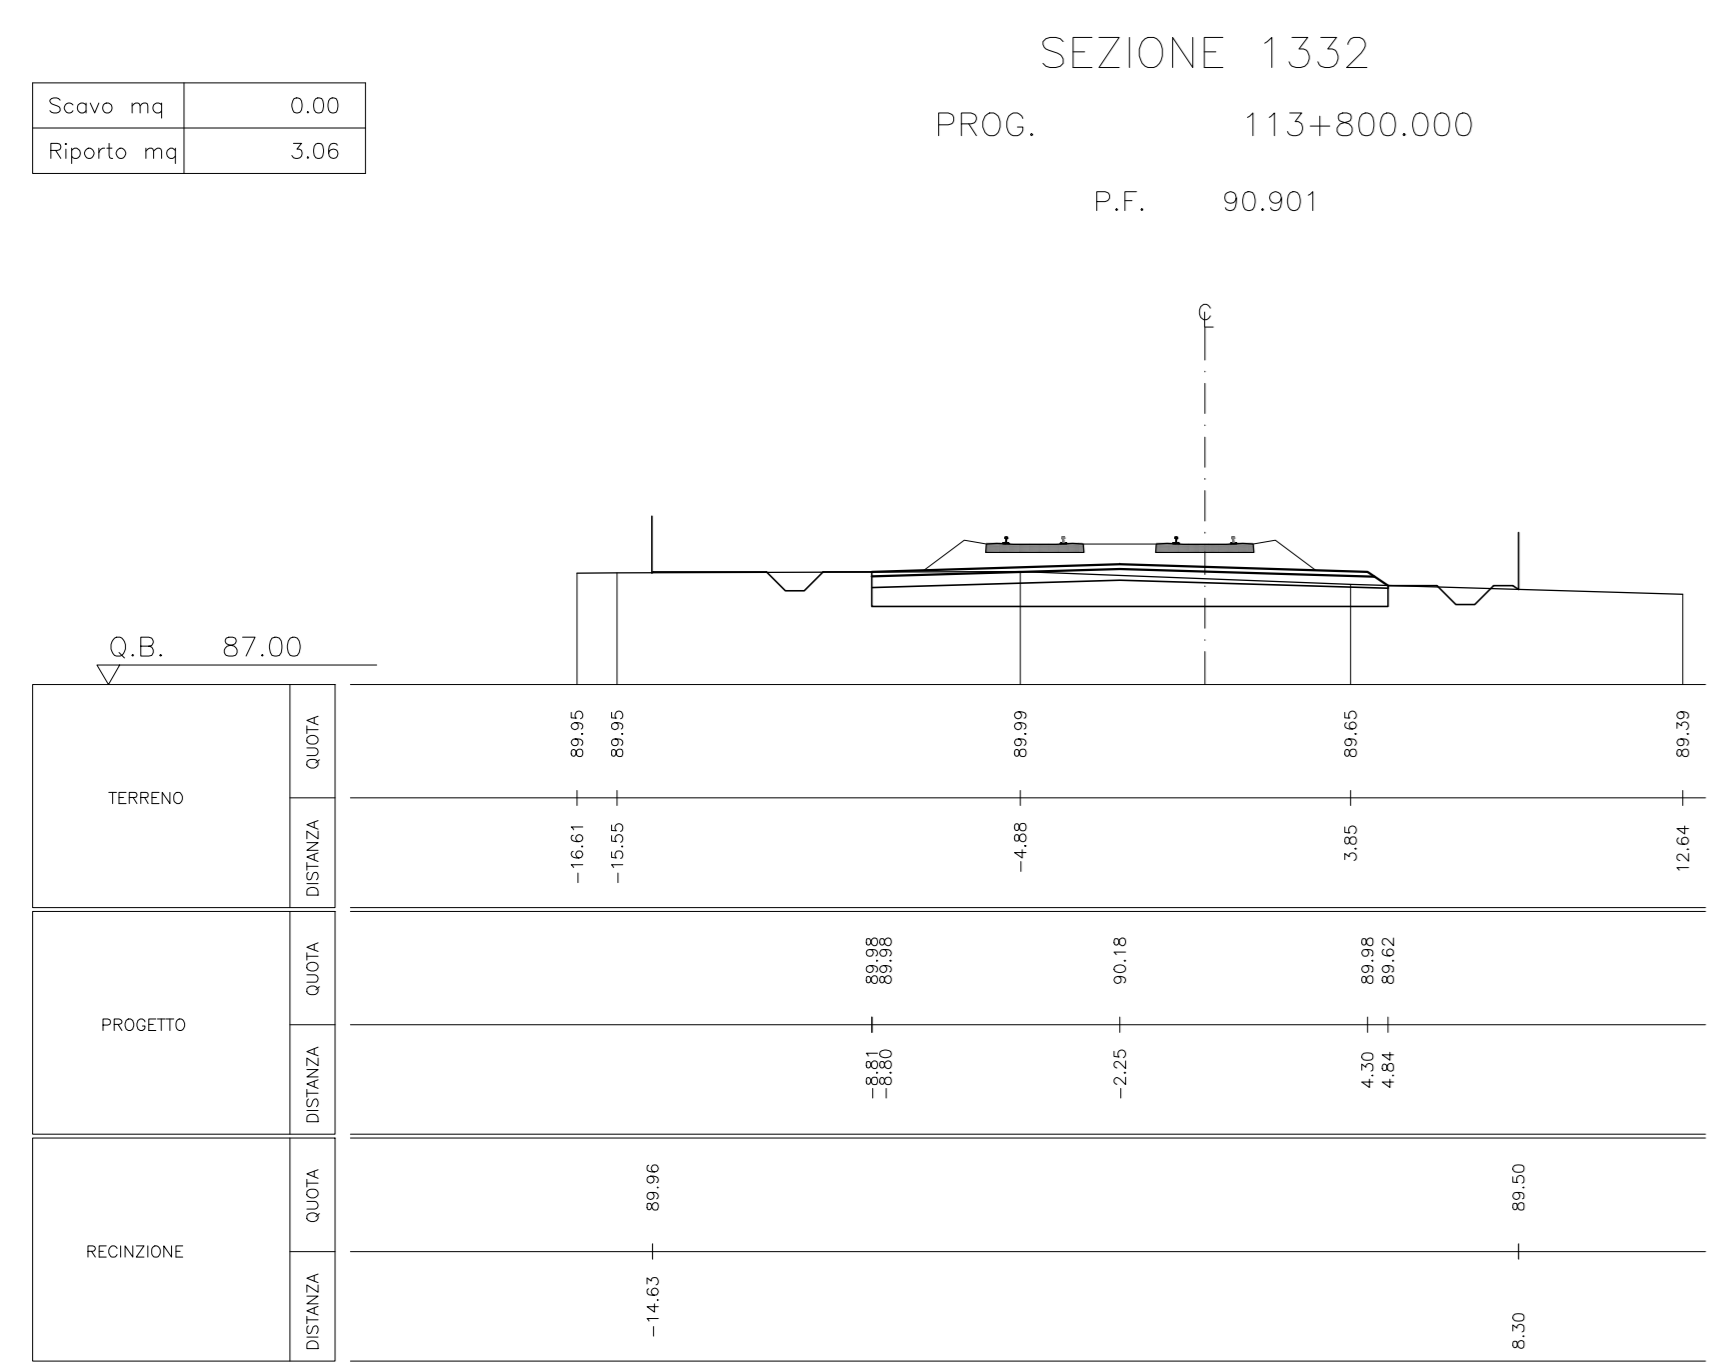 SEZIONE 1332
PROG. 113+800.000
P.F. 90.901
Scavo mq 0.00
Riporto mq 3.06
℄
Q.B. 87.00
TERRENO
QUOTA 89.95 89.95 89.99 89.65 89.39
DISTANZA -16.61 -15.55 -4.88 3.85 12.64
PROGETTO
QUOTA 89.98 89.98 90.18 89.98 89.62
DISTANZA -8.81 -8.80 -2.25 4.30 4.84
RECINZIONE
QUOTA 89.96 89.50
DISTANZA -14.63 8.30